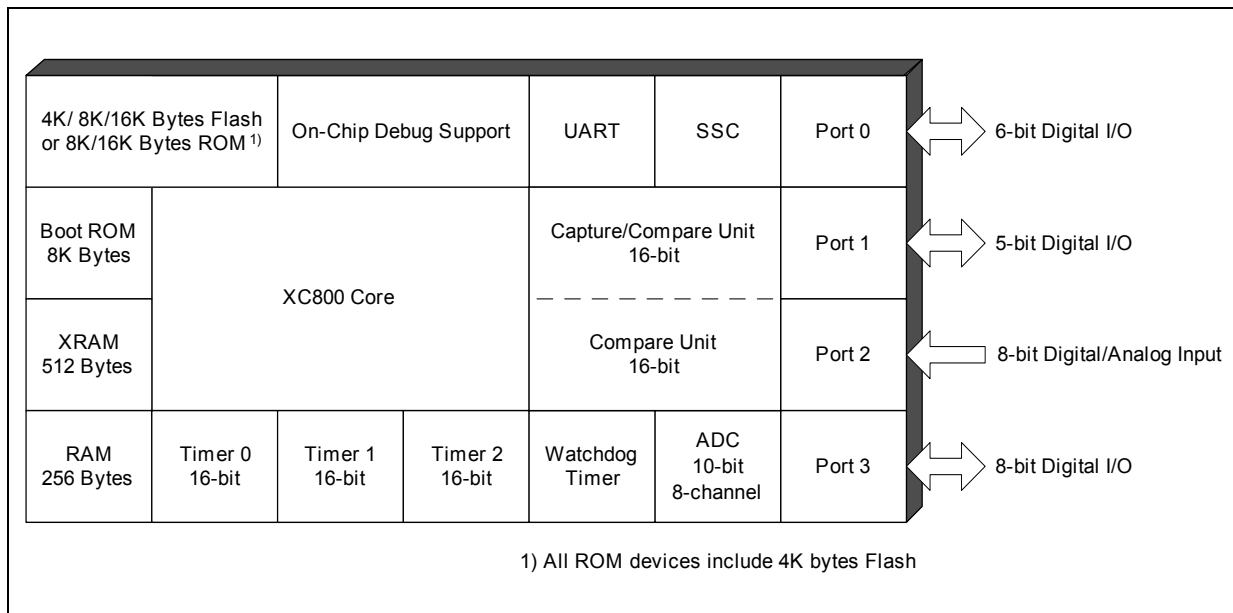 4K/ 8K/16K Bytes Flash
or 8K/16K Bytes ROM 1)
On-Chip Debug Support
UART
SSC
Port 0
6-bit Digital I/O
Boot ROM
8K Bytes
XC800 Core
Capture/Compare Unit
16-bit
Port 1
5-bit Digital I/O
XRAM
512 Bytes
Compare Unit
16-bit
Port 2
8-bit Digital/Analog Input
RAM
256 Bytes
Timer 0
16-bit
Timer 1
16-bit
Timer 2
16-bit
Watchdog
Timer
ADC
10-bit
8-channel
Port 3
8-bit Digital I/O
1) All ROM devices include 4K bytes Flash